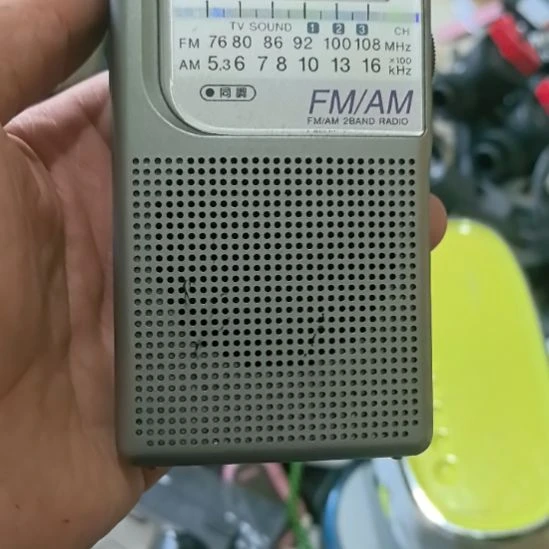 TV SOUND 1 2 3 CH
FM 76 80 86 92 100 108 MHz
AM 5.3 6 7 8 10 13 16 ×100 kHz
同調
FM/AM
FM/AM 2BAND RADIO